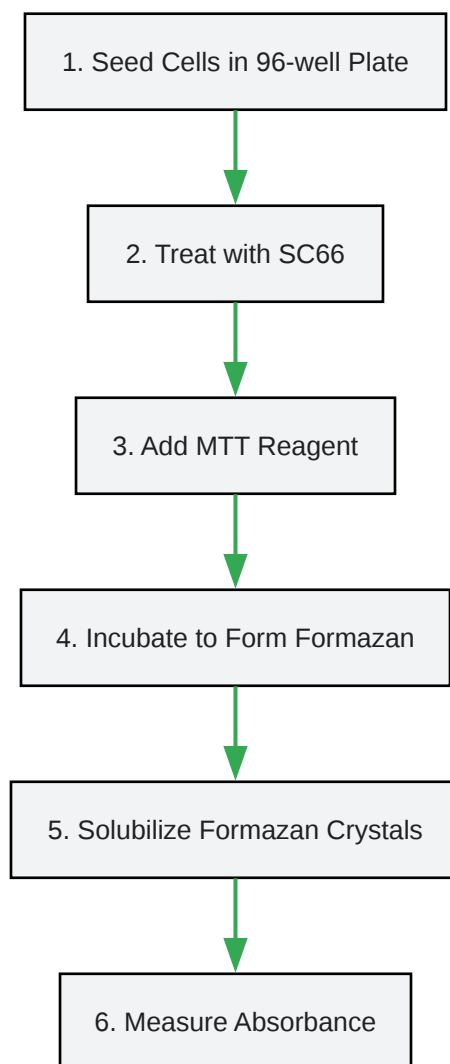 1. Seed Cells in 96-well Plate
2. Treat with SC66
3. Add MTT Reagent
4. Incubate to Form Formazan
5. Solubilize Formazan Crystals
6. Measure Absorbance